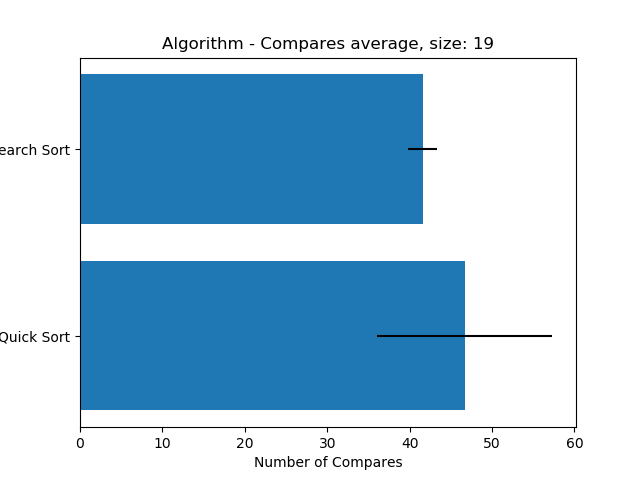 Algorithm - Compares average, size: 19
earch Sort
Quick Sort
0 10 20 30 40 50 60
Number of Compares